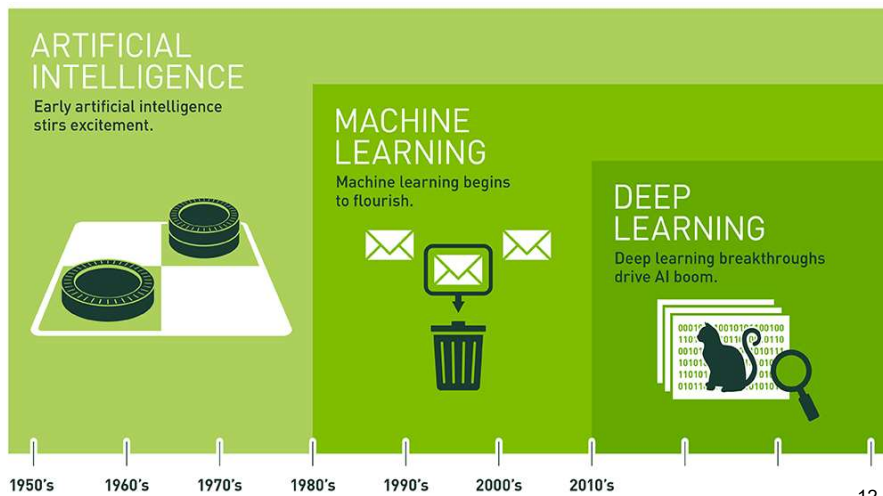 ARTIFICIAL
INTELLIGENCE
Early artificial intelligence
stirs excitement.
MACHINE
LEARNING
Machine learning begins
to flourish.
DEEP
LEARNING
Deep learning breakthroughs
drive AI boom.
1950's 1960's 1970's 1980's 1990's 2000's 2010's